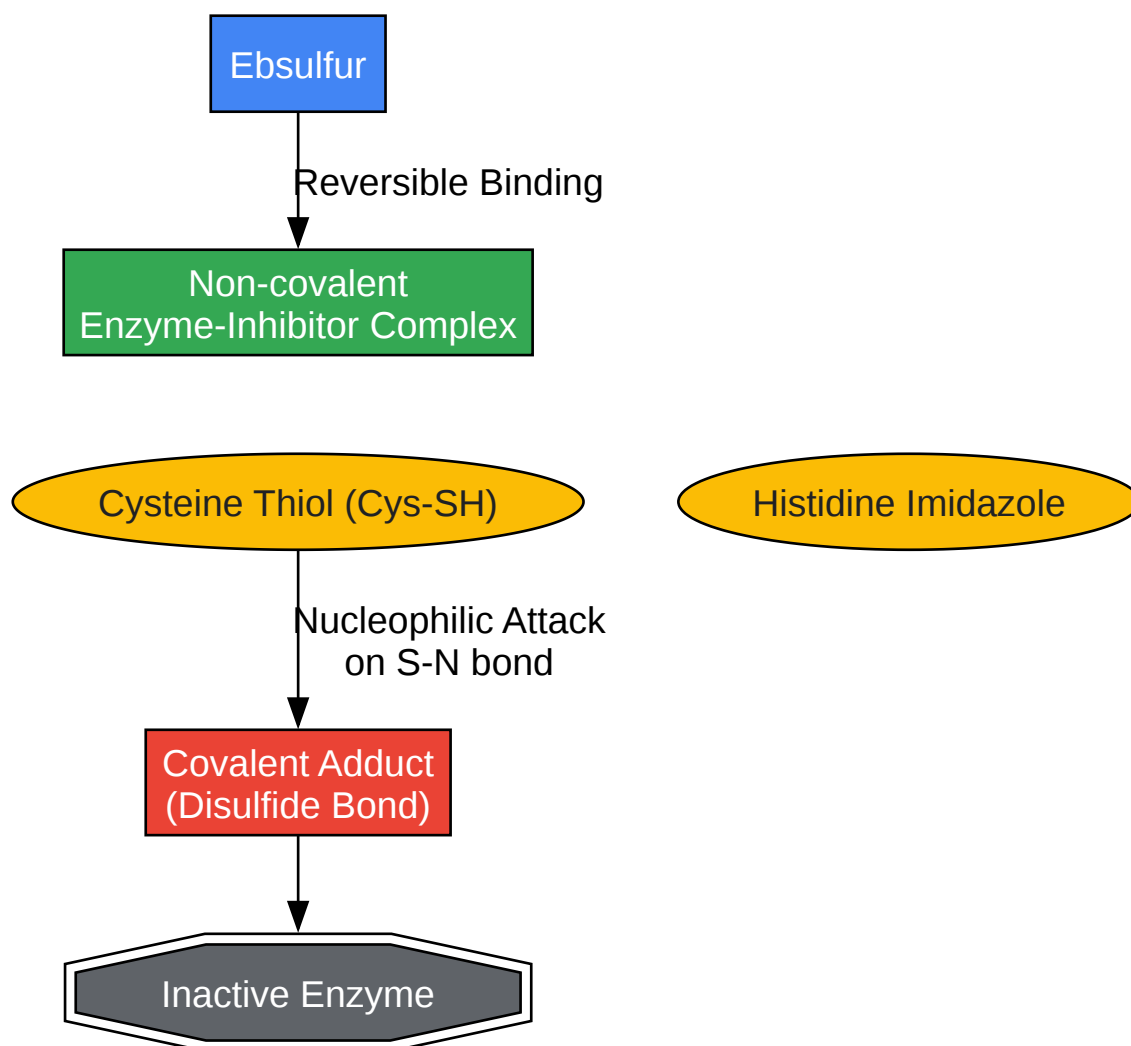 Ebsulfur
Reversible Binding
Non-covalent
Enzyme-Inhibitor Complex
Cysteine Thiol (Cys-SH)
Histidine Imidazole
Nucleophilic Attack
on S-N bond
Covalent Adduct
(Disulfide Bond)
Inactive Enzyme